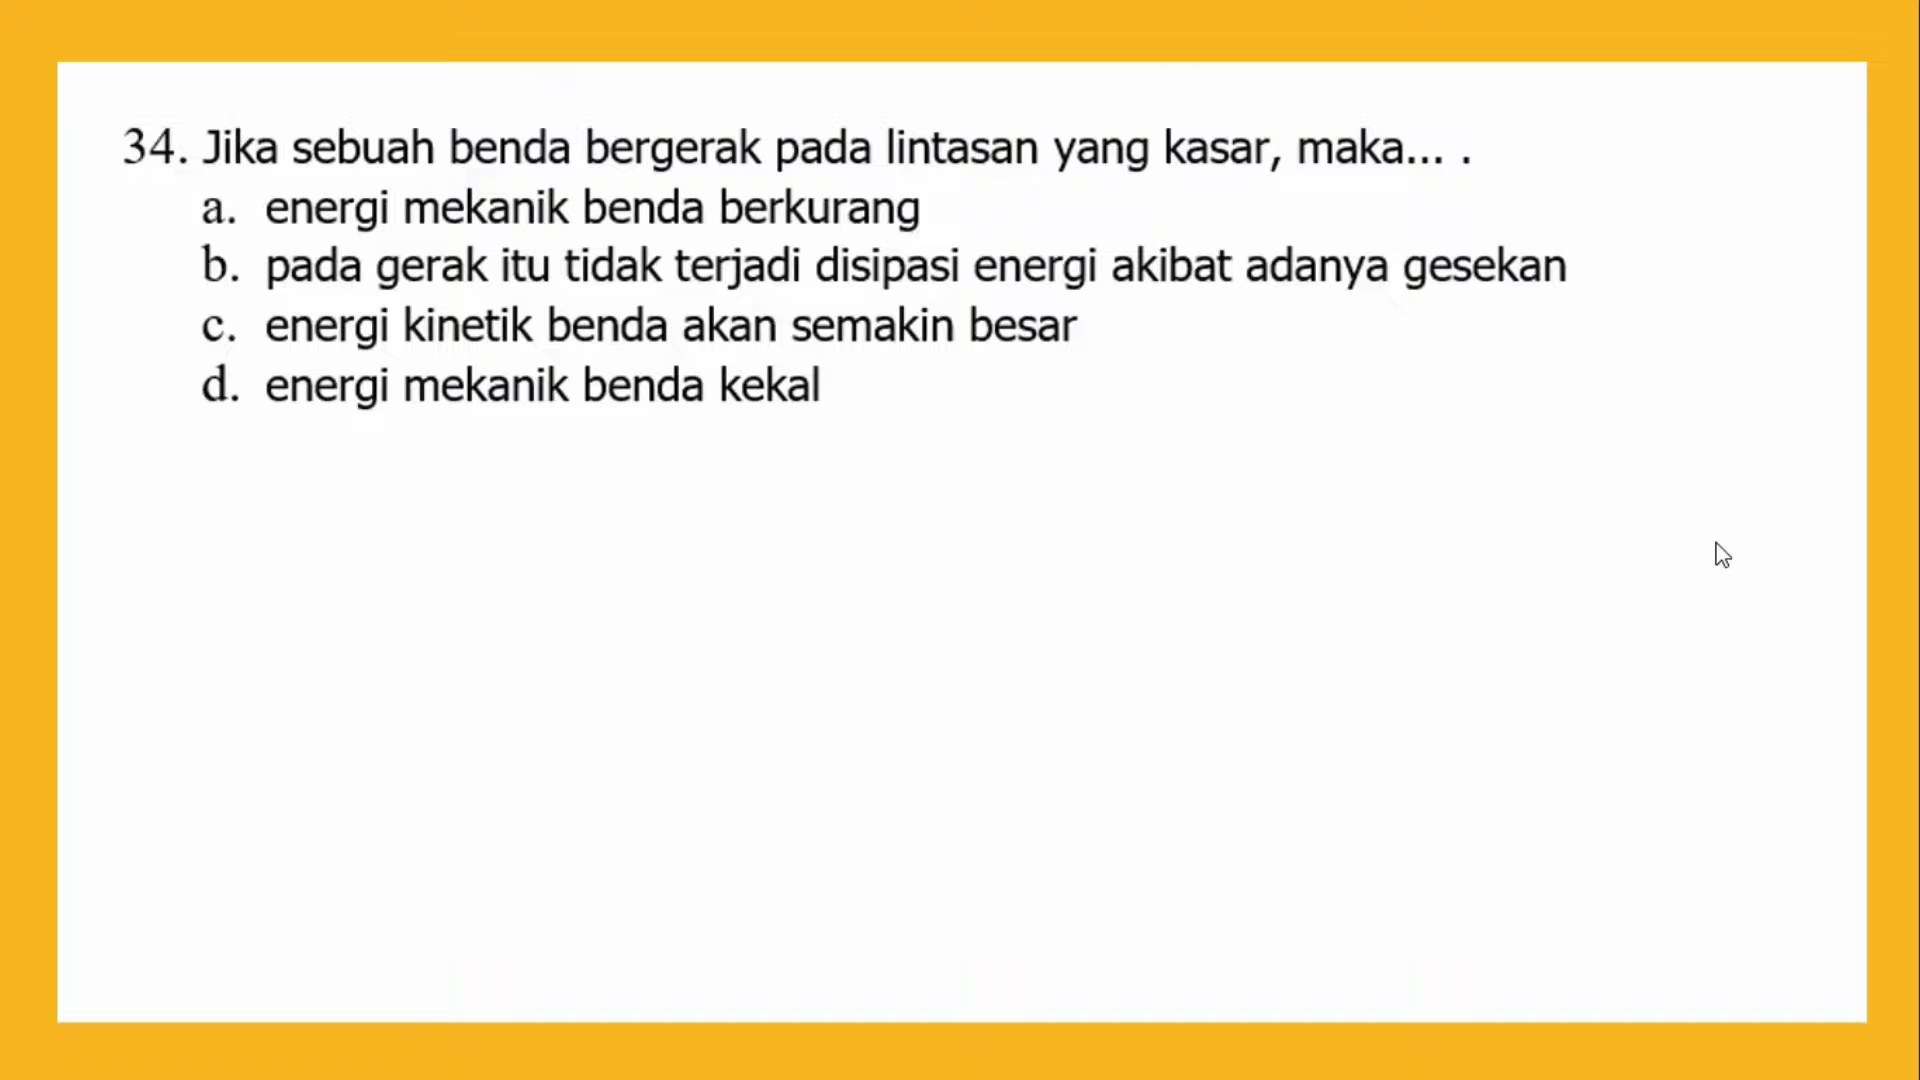 34. Jika sebuah benda bergerak pada lintasan yang kasar, maka... .
a. energi mekanik benda berkurang
b. pada gerak itu tidak terjadi disipasi energi akibat adanya gesekan
c. energi kinetik benda akan semakin besar
d. energi mekanik benda kekal